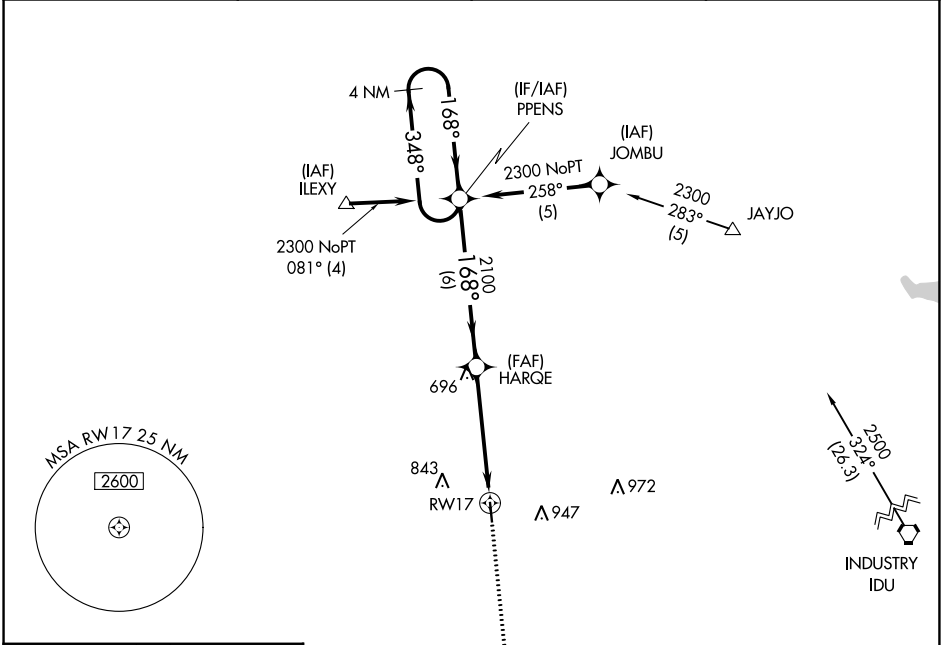 4 NM
168°
348°
(IF/IAF)
PPENS
(IAF)
JOMBU
(IAF)
ILEXY
2300 NoPT
258°
(5)
2300
283°
(5)
JAYJO
2300 NoPT
081° (4)
2100
168°
(6)
(FAF)
HARQE
696
MSA RW17 25 NM
2600
843
RW17
947
972
2500
324°
(26.3)
INDUSTRY
IDU